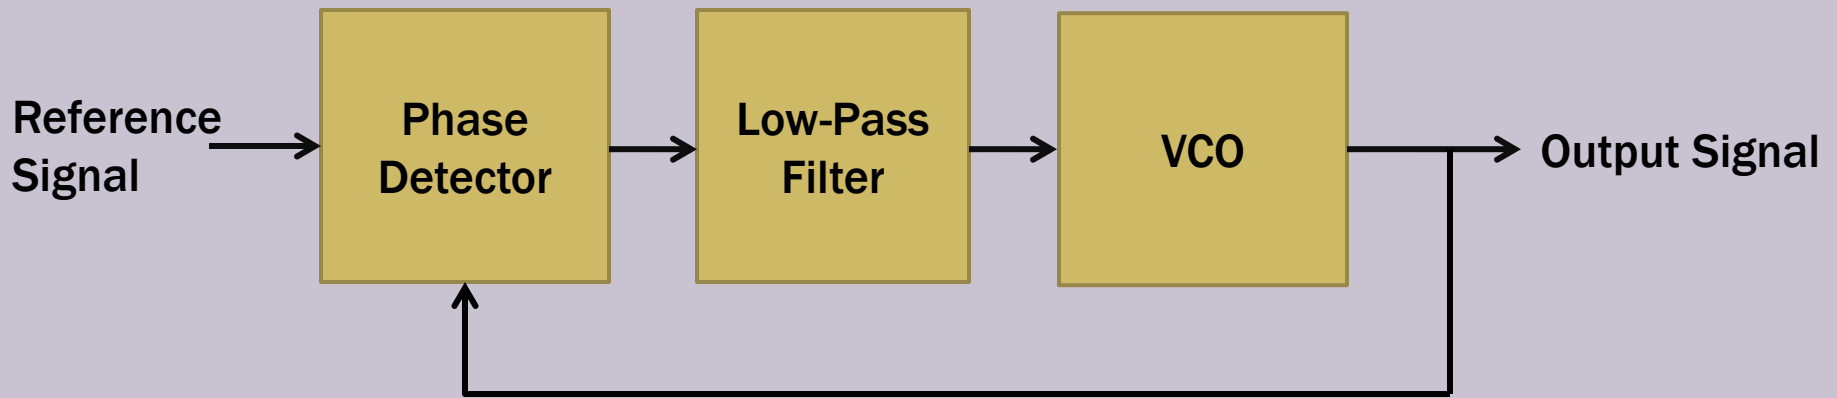 Reference
Signal
Phase
Detector
Low-Pass
Filter
VCO
Output Signal